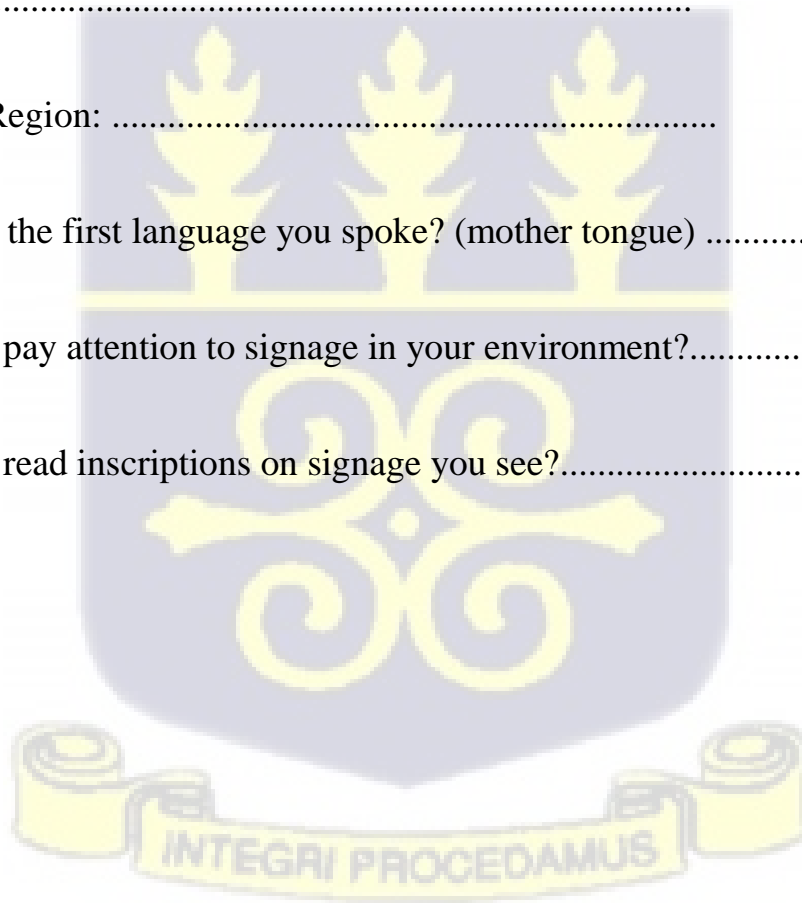 ...........................................................................
Region: .................................................................
the first language you spoke? (mother tongue) ...........
pay attention to signage in your environment?............
read inscriptions on signage you see?..........................
INTEGRI PROCEDAMUS